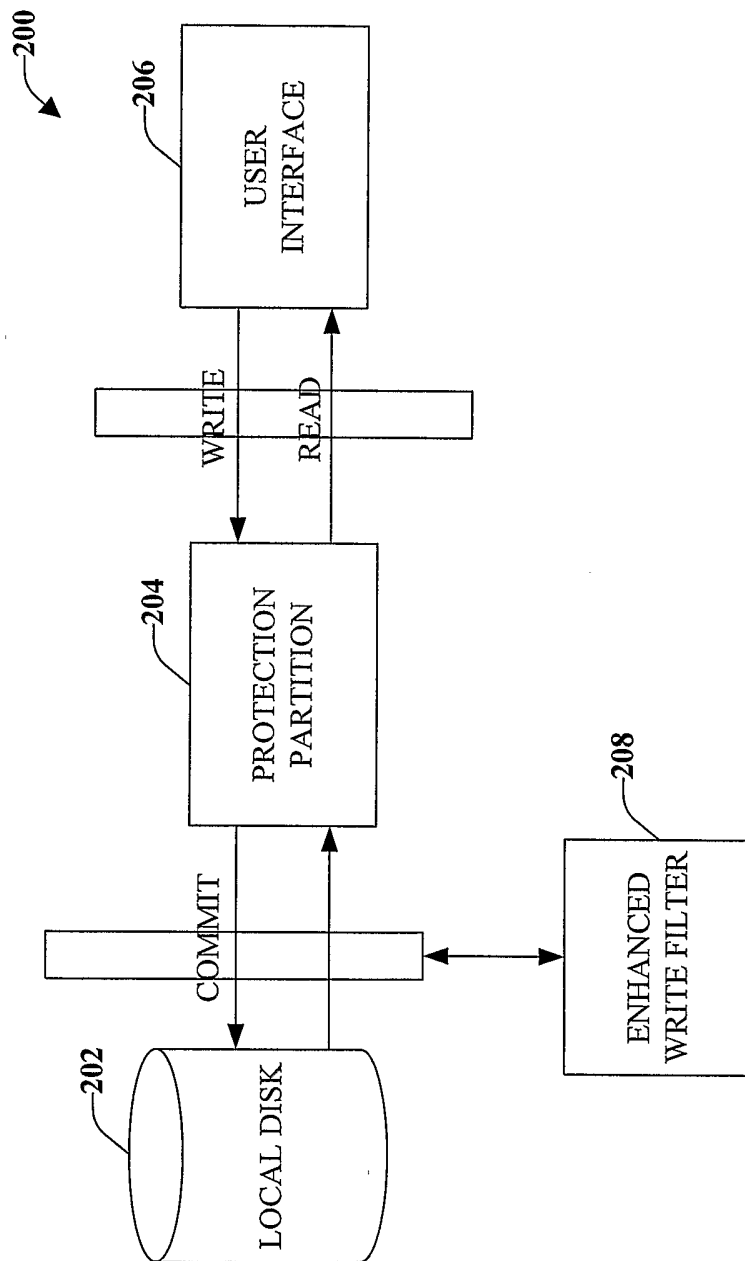 200
202
204
206
COMMIT
WRITE
READ
LOCAL DISK
PROTECTION
PARTITION
USER
INTERFACE
208
ENHANCED
WRITE FILTER